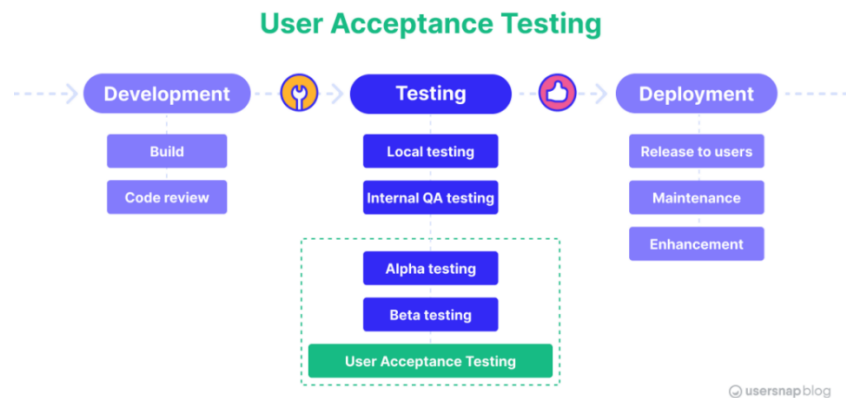 User Acceptance Testing
Development
Testing
Deployment
Build
Local testing
Release to users
Code review
Internal QA testing
Maintenance
Enhancement
Alpha testing
Beta testing
User Acceptance Testing
usersnap blog